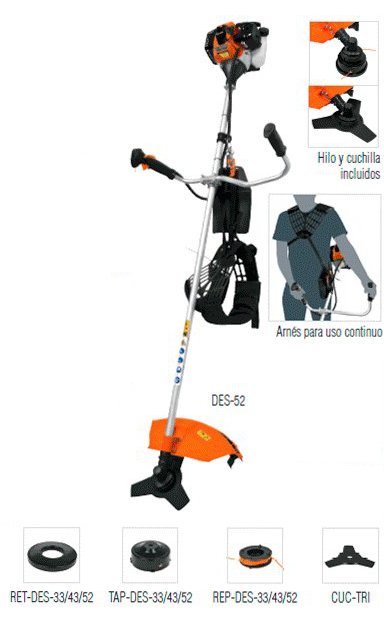 Hilo y cuchilla
incluidos
Arnés para uso continuo
DES-52
RET-DES-33/43/52
TAP-DES-33/43/52
REP-DES-33/43/52
CUC-TRI